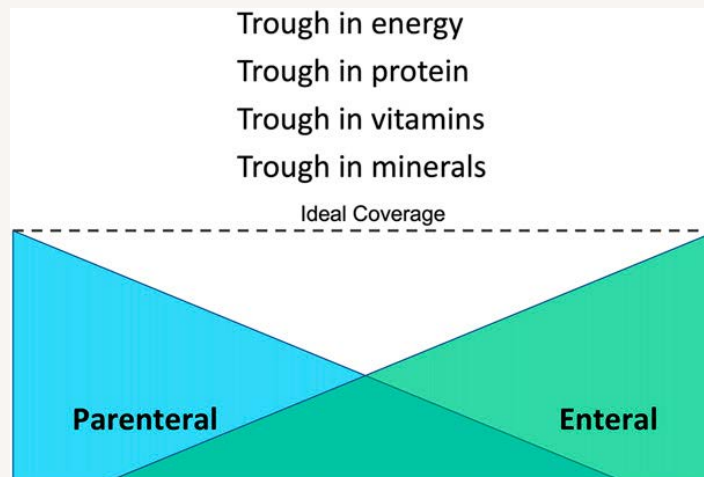 Trough in energy
Trough in protein
Trough in vitamins
Trough in minerals
Ideal Coverage
Parenteral
Enteral